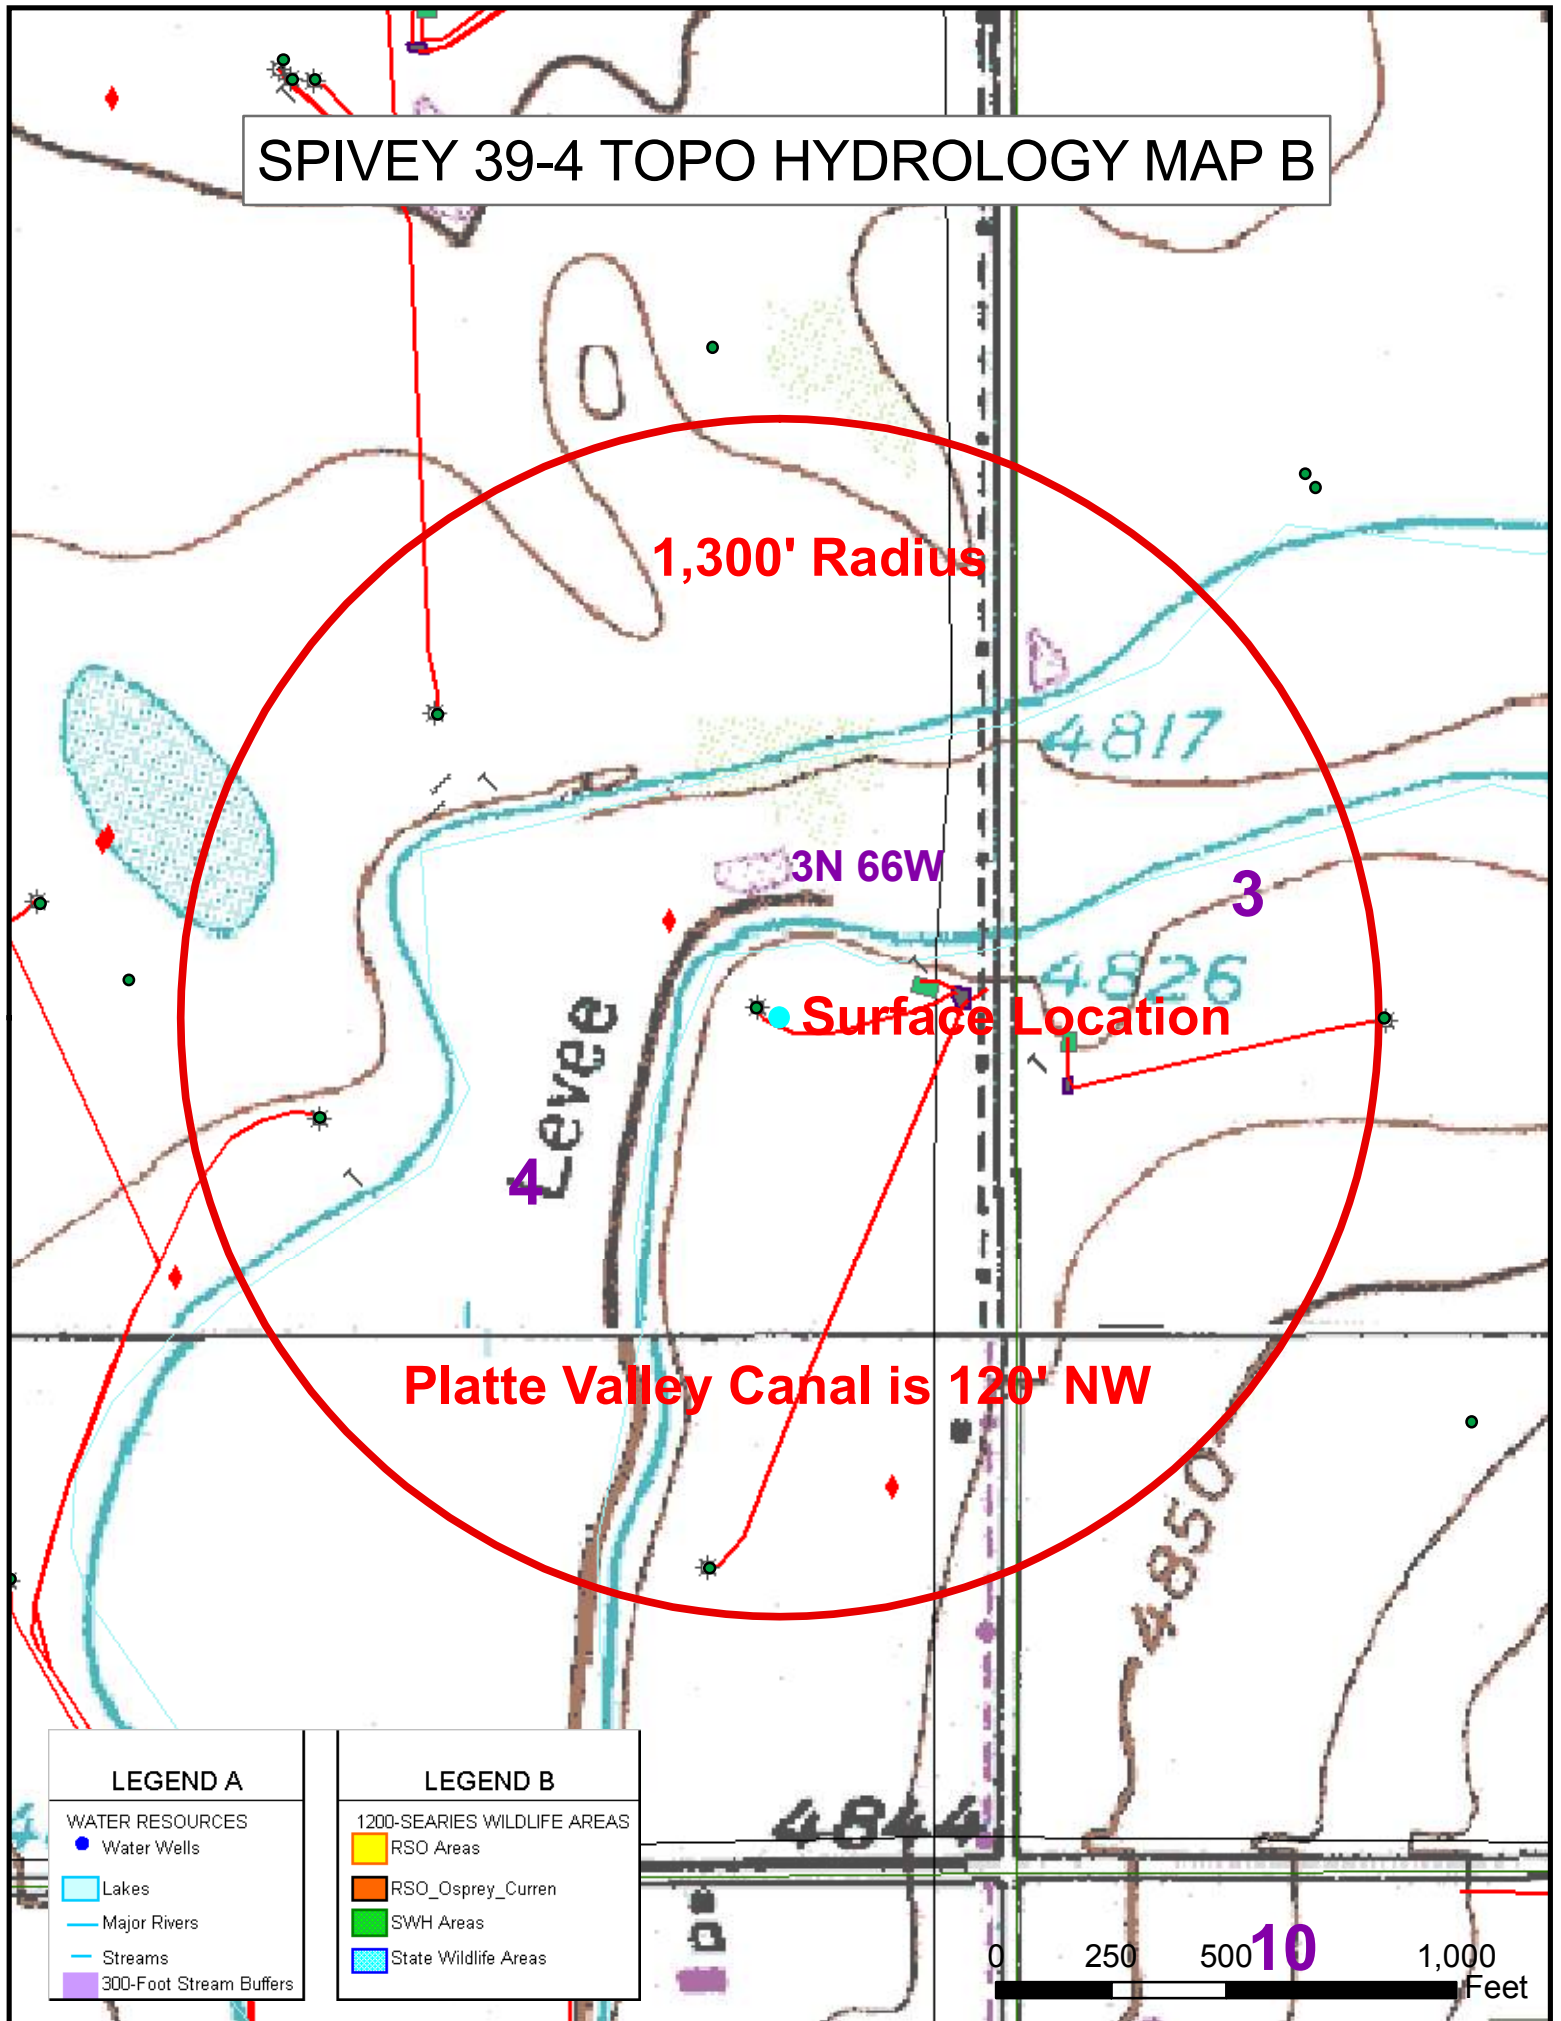 SPIVEY 39-4 TOPO HYDROLOGY MAP B
1,300' Radius
4817
3N 66W
3
4826
Surface Location
Levee
4
Platte Valley Canal is 120' NW
4850
4844
LEGEND A
WATER RESOURCES
Water Wells
Lakes
Major Rivers
Streams
300-Foot Stream Buffers
LEGEND B
1200-SEARIES WILDLIFE AREAS
RSO Areas
RSO_Osprey_Curren
SWH Areas
State Wildlife Areas
10
0 250 500 1,000
Feet